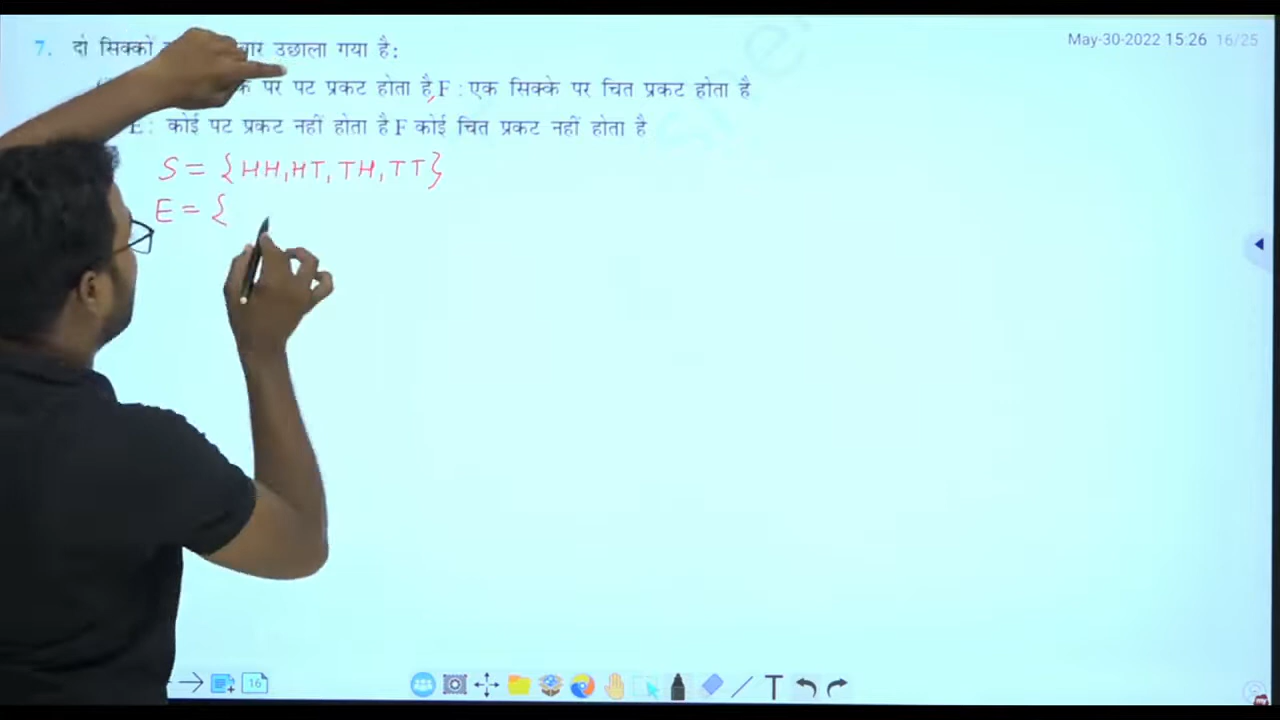 7. दो सिक्कों बार उछाला गया है:
May-30-2022 15:26 16/25
पर पट प्रकट होता है, F : एक सिक्के पर चित प्रकट होता है
E : कोई पट प्रकट नहीं होता है F कोई चित प्रकट नहीं होता है
S = {HH, HT, TH, TT}
E = {
16
T